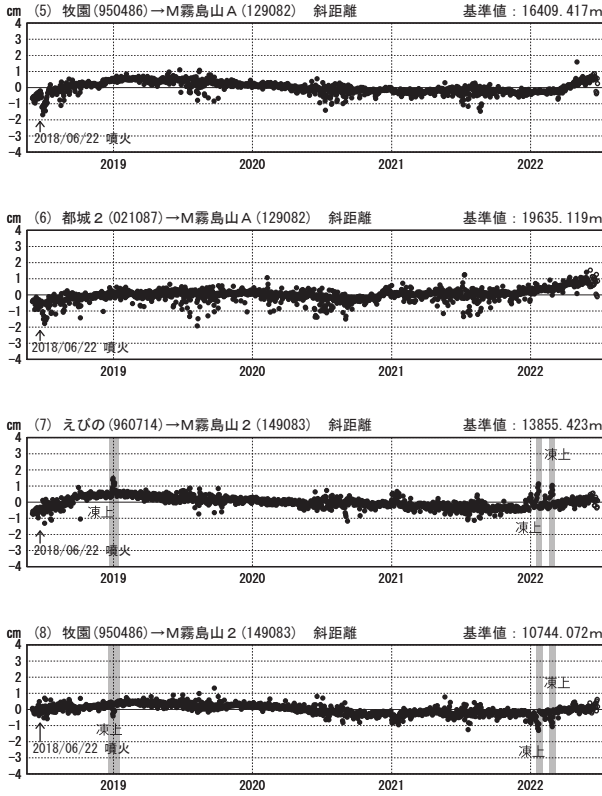 cm (5) 牧園(950486)→M霧島山A(129082) 斜距離 基準値：16409.417m
4
3
2
1
0
-1
-2
-3
-4
2018/06/22 噴火
2019 2020 2021 2022
cm (6) 都城２(021087)→M霧島山A(129082) 斜距離 基準値：19635.119m
4
3
2
1
0
-1
-2
-3
-4
2018/06/22 噴火
2019 2020 2021 2022
cm (7) えびの(960714)→M霧島山２(149083) 斜距離 基準値：13855.423m
4
3
2
1
0
-1
-2
-3
-4
凍上
凍上
凍上
2018/06/22 噴火
2019 2020 2021 2022
cm (8) 牧園(950486)→M霧島山２(149083) 斜距離 基準値：10744.072m
4
3
2
1
0
-1
-2
-3
-4
凍上
凍上
2018/06/22 噴火
凍上
2019 2020 2021 2022